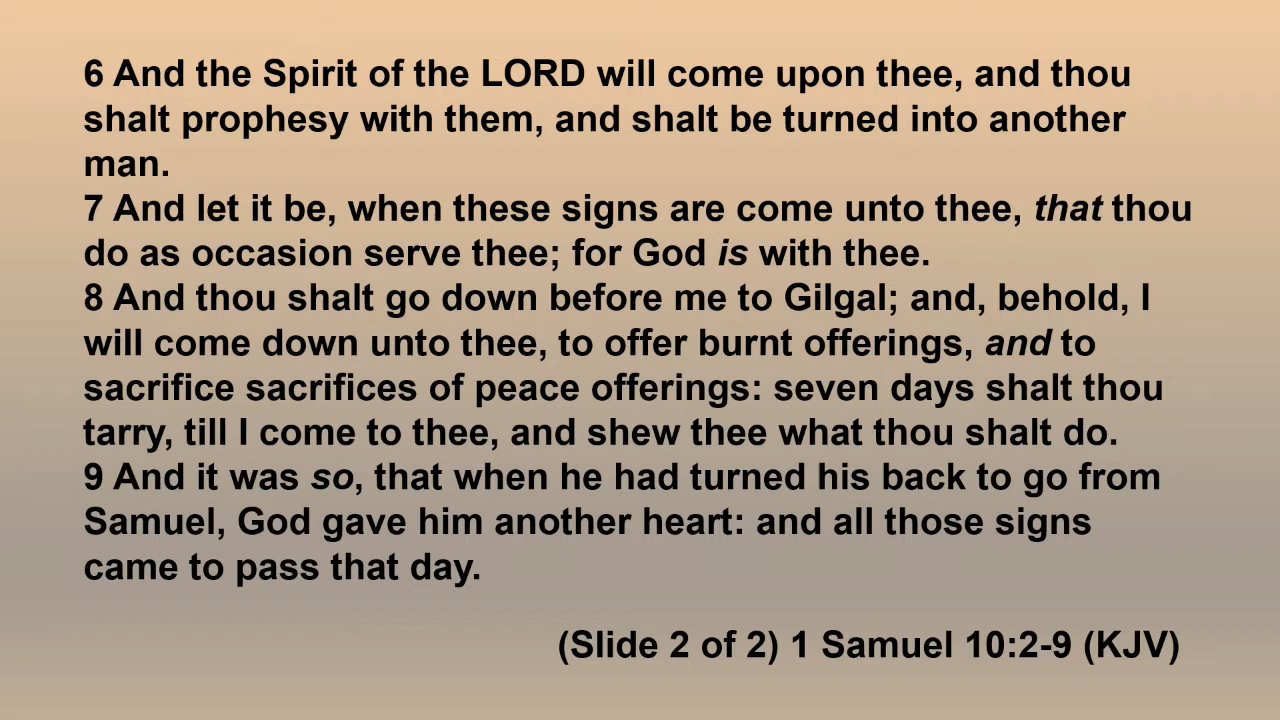 6 And the Spirit of the LORD will come upon thee, and thou
shalt prophesy with them, and shalt be turned into another
man.
7 And let it be, when these signs are come unto thee, that thou
do as occasion serve thee; for God is with thee.
8 And thou shalt go down before me to Gilgal; and, behold, I
will come down unto thee, to offer burnt offerings, and to
sacrifice sacrifices of peace offerings: seven days shalt thou
tarry, till I come to thee, and shew thee what thou shalt do.
9 And it was so, that when he had turned his back to go from
Samuel, God gave him another heart: and all those signs
came to pass that day.
(Slide 2 of 2) 1 Samuel 10:2-9 (KJV)